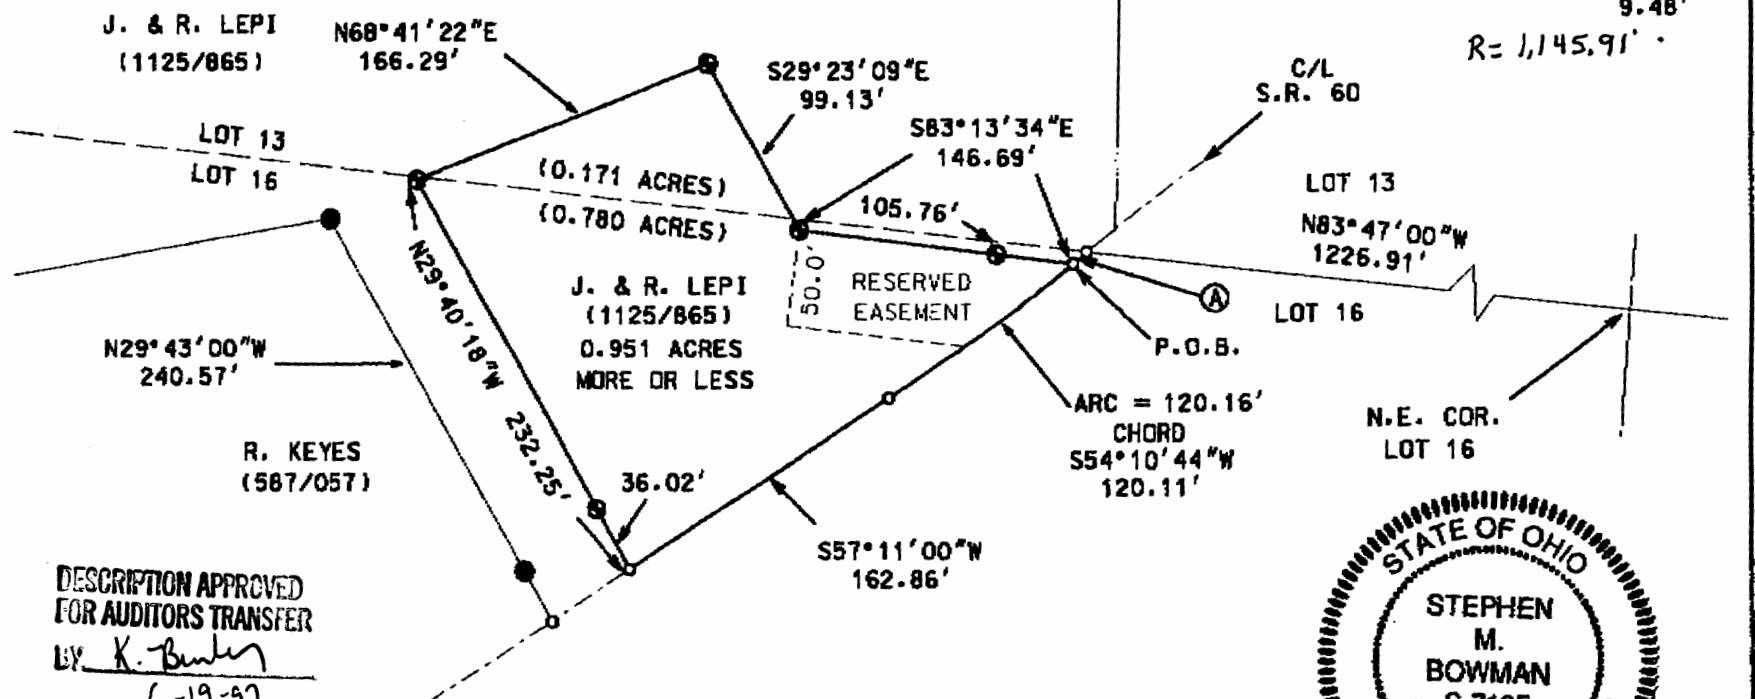 J. & R. LEPI
(1125/865)
N68°41'22"E
166.29'
S29°23'09"E
99.13'
S83°13'34"E
146.69'
C/L
S.R. 60
9.48'
R= 1,145.91'
LOT 13
LOT 16
(0.171 ACRES)
(0.780 ACRES)
105.76'
LOT 13
N83°47'00"W
1226.91'
LOT 16
N29°40'18"W 232.25'
J. & R. LEPI
(1125/865)
0.951 ACRES
MORE OR LESS
50.0'
RESERVED
EASEMENT
A
P.O.B.
N29°43'00"W
240.57'
R. KEYES
(587/057)
36.02'
ARC = 120.16'
CHORD
S54°10'44"W
120.11'
N.E. COR.
LOT 16
S57°11'00"W
162.86'
DESCRIPTION APPROVED
FOR AUDITORS TRANSFER
BY K.
STATE OF OHIO
STEPHEN
M.
BOWMAN